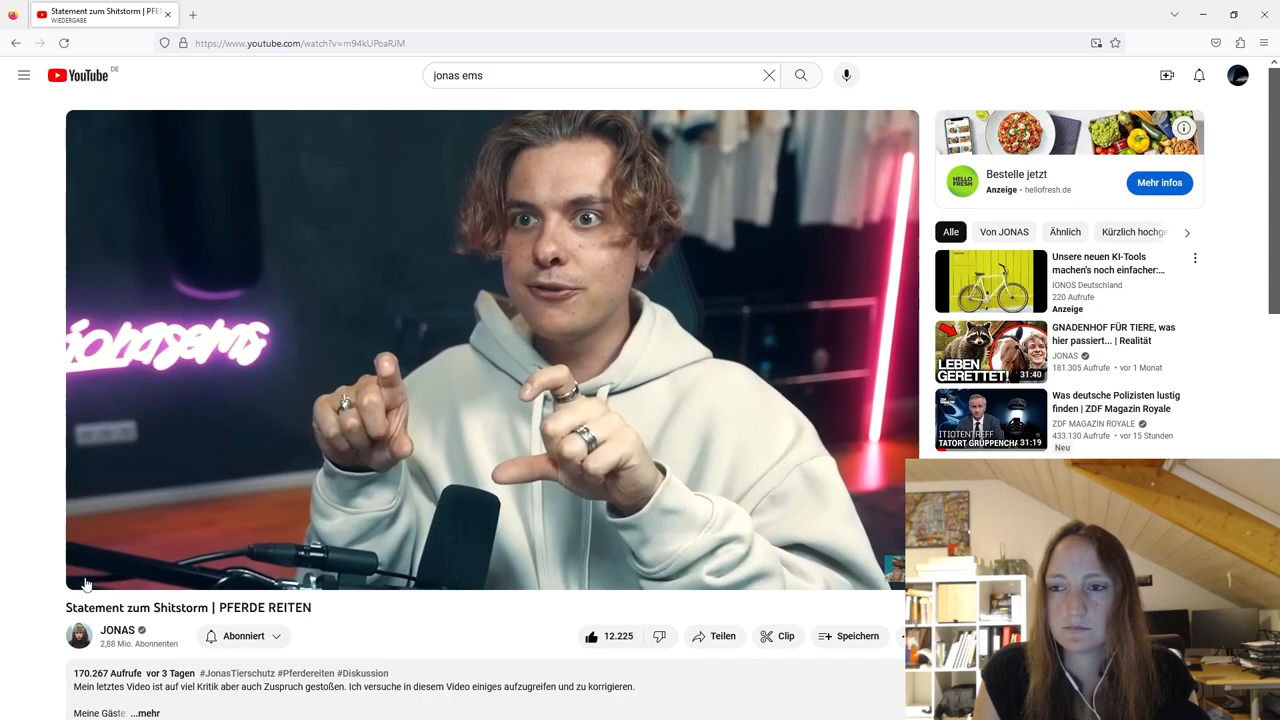 Statement zum Shitstorm | PFE
WIEDERGABE
https://www.youtube.com/watch?v=m94kUPoaRJM
YouTube DE
jonas ems
jonasems
Statement zum Shitstorm | PFERDE REITEN
JONAS
2,88 Mio. Abonnenten
Abonniert
12.225
Teilen
Clip
Speichern
170.267 Aufrufe vor 3 Tagen #JonasTierschutz #Pferdereiten #Diskussion
Mein letztes Video ist auf viel Kritik aber auch Zuspruch gestoßen. Ich versuche in diesem Video einiges aufzugreifen und zu korrigieren.
Meine Gäste: ...mehr
HELLO
FRESH
Bestelle jetzt
Anzeige • hellofresh.de
Mehr infos
Alle
Von JONAS
Ähnlich
Kürzlich hochge
Unsere neuen KI-Tools
machen's noch einfacher:...
IONOS Deutschland
220 Aufrufe
Anzeige
LEBEN
GERETTET!
31:40
GNADENHOF FÜR TIERE, was
hier passiert... | Realität
JONAS
181.305 Aufrufe • vor 1 Monat
ITIOTENTREFF
TATORT GRUPPENCHA
31:19
Was deutsche Polizisten lustig
finden | ZDF Magazin Royale
ZDF MAGAZIN ROYALE
433.130 Aufrufe • vor 15 Stunden
Neu